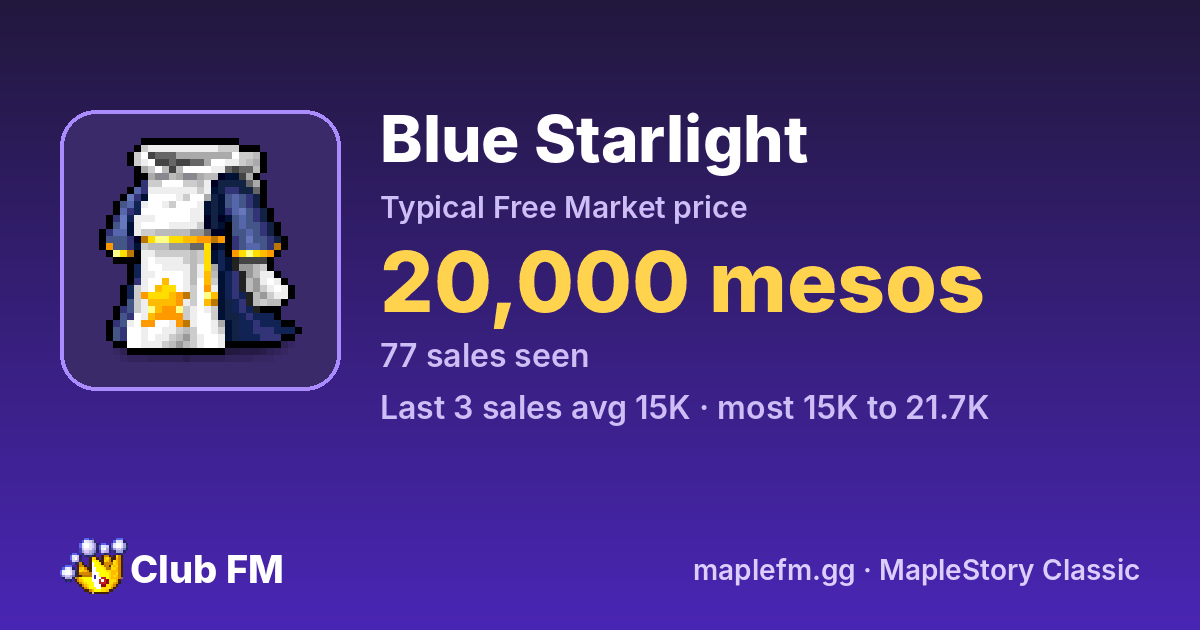 Blue Starlight
Typical Free Market price
20,000 mesos
77 sales seen
Last 3 sales avg 15K · most 15K to 21.7K
Club FM
maplefm.gg · MapleStory Classic